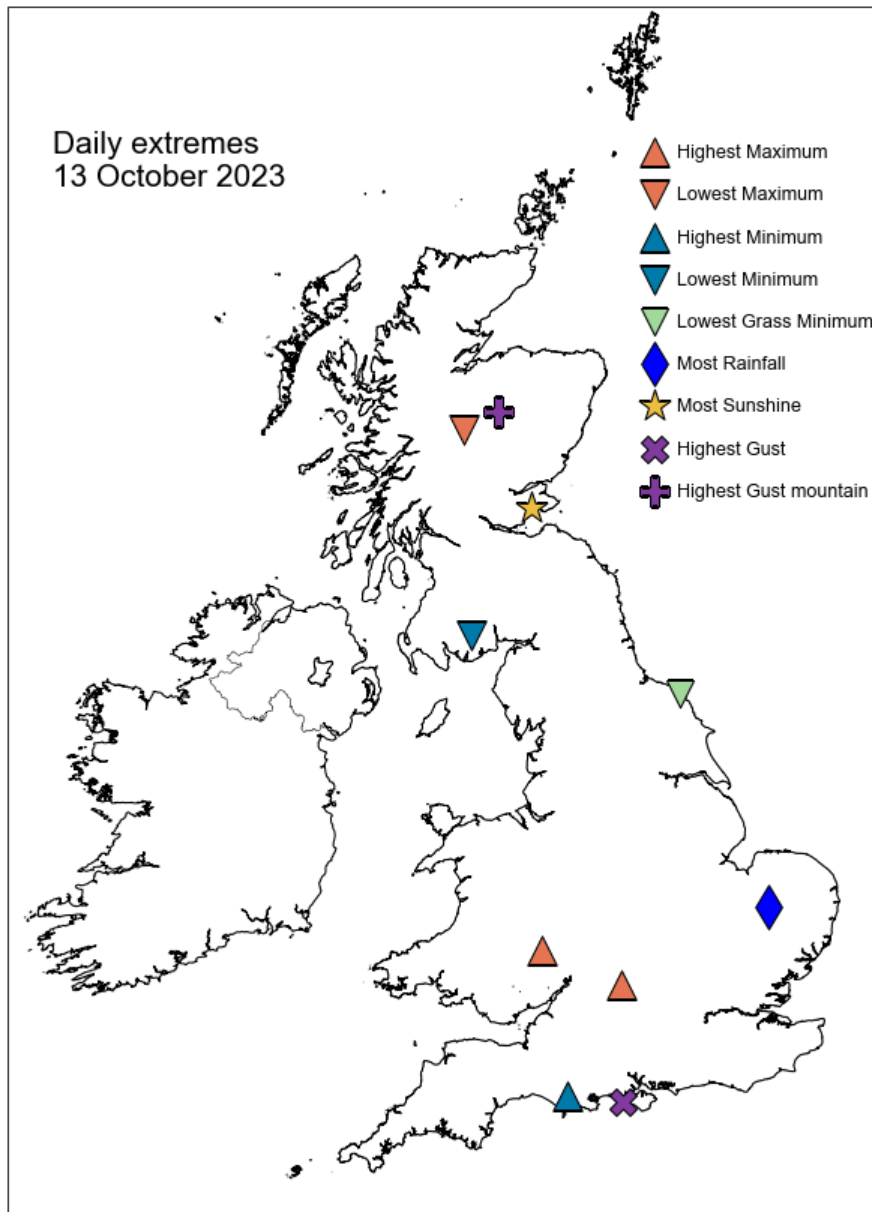 Daily extremes
13 October 2023
Highest Maximum
Lowest Maximum
Highest Minimum
Lowest Minimum
Lowest Grass Minimum
Most Rainfall
Most Sunshine
Highest Gust
Highest Gust mountain